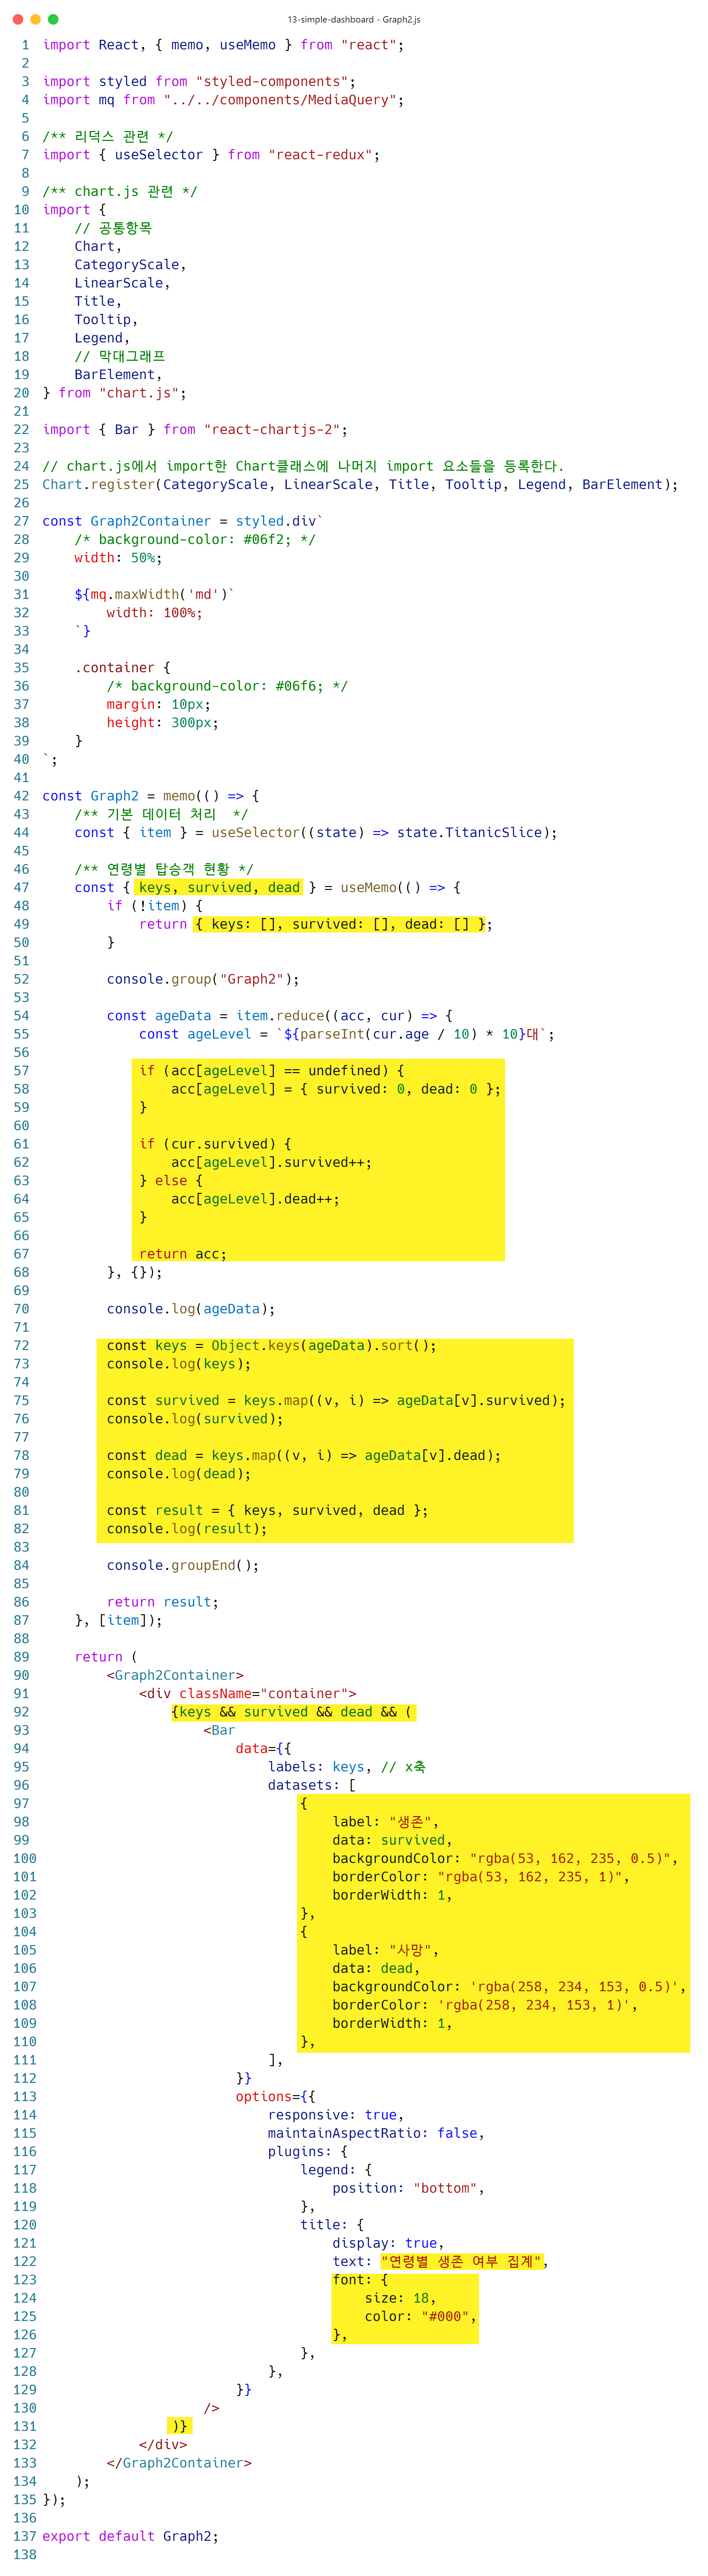 13-simple-dashboard - Graph2.js
1 import React, { memo, useMemo } from "react";
2
3 import styled from "styled-components";
4 import mq from "../../components/MediaQuery";
5
6 /** 리덕스 관련 */
7 import { useSelector } from "react-redux";
8
9 /** chart.js 관련 */
10 import {
11     // 공통항목
12     Chart,
13     CategoryScale,
14     LinearScale,
15     Title,
16     Tooltip,
17     Legend,
18     // 막대그래프
19     BarElement,
20 } from "chart.js";
21
22 import { Bar } from "react-chartjs-2";
23
24 // chart.js에서 import한 Chart클래스에 나머지 import 요소들을 등록한다.
25 Chart.register(CategoryScale, LinearScale, Title, Tooltip, Legend, BarElement);
26
27 const Graph2Container = styled.div`
28     /* background-color: #06f2; */
29     width: 50%;
30
31     ${mq.maxWidth('md')`
32         width: 100%;
33     `}
34
35     .container {
36         /* background-color: #06f6; */
37         margin: 10px;
38         height: 300px;
39     }
40 `;
41
42 const Graph2 = memo(() => {
43     /** 기본 데이터 처리  */
44     const { item } = useSelector((state) => state.TitanicSlice);
45
46     /** 연령별 탑승객 현황 */
47     const { keys, survived, dead } = useMemo(() => {
48         if (!item) {
49             return { keys: [], survived: [], dead: [] };
50         }
51
52         console.group("Graph2");
53
54         const ageData = item.reduce((acc, cur) => {
55             const ageLevel = `${parseInt(cur.age / 10) * 10}대`;
56
57             if (acc[ageLevel] == undefined) {
58                 acc[ageLevel] = { survived: 0, dead: 0 };
59             }
60
61             if (cur.survived) {
62                 acc[ageLevel].survived++;
63             } else {
64                 acc[ageLevel].dead++;
65             }
66
67             return acc;
68         }, {});
69
70         console.log(ageData);
71
72         const keys = Object.keys(ageData).sort();
73         console.log(keys);
74
75         const survived = keys.map((v, i) => ageData[v].survived);
76         console.log(survived);
77
78         const dead = keys.map((v, i) => ageData[v].dead);
79         console.log(dead);
80
81         const result = { keys, survived, dead };
82         console.log(result);
83
84         console.groupEnd();
85
86         return result;
87     }, [item]);
88
89     return (
90         <Graph2Container>
91             <div className="container">
92                 {keys && survived && dead && (
93                     <Bar
94                         data={{
95                             labels: keys, // x축
96                             datasets: [
97                                 {
98                                     label: "생존",
99                                     data: survived,
100                                     backgroundColor: "rgba(53, 162, 235, 0.5)",
101                                     borderColor: "rgba(53, 162, 235, 1)",
102                                     borderWidth: 1,
103                                 },
104                                 {
105                                     label: "사망",
106                                     data: dead,
107                                     backgroundColor: 'rgba(258, 234, 153, 0.5)',
108                                     borderColor: 'rgba(258, 234, 153, 1)',
109                                     borderWidth: 1,
110                                 },
111                             ],
112                         }}
113                         options={{
114                             responsive: true,
115                             maintainAspectRatio: false,
116                             plugins: {
117                                 legend: {
118                                     position: "bottom",
119                                 },
120                                 title: {
121                                     display: true,
122                                     text: "연령별 생존 여부 집계",
123                                     font: {
124                                         size: 18,
125                                         color: "#000",
126                                     },
127                                 },
128                             },
129                         }}
130                     />
131                 )}
132             </div>
133         </Graph2Container>
134     );
135 });
136
137 export default Graph2;
138